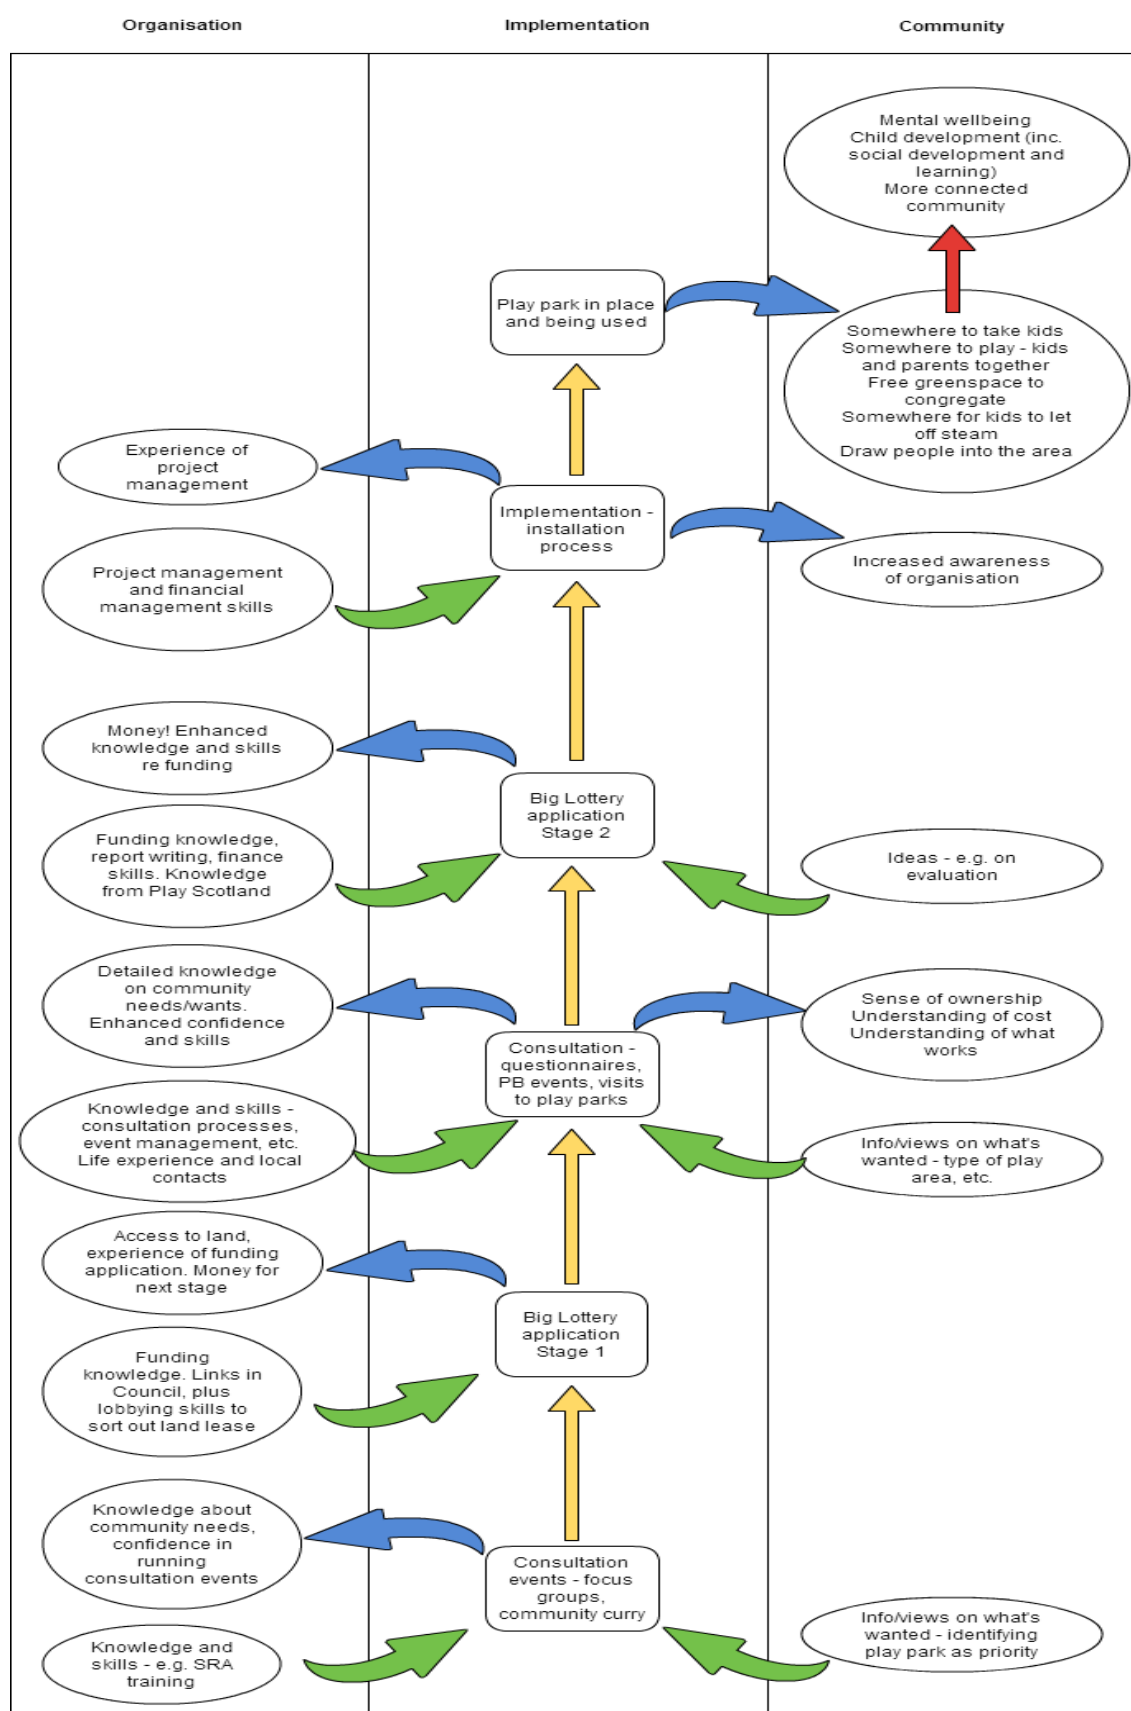 Organisation
Implementation
Community
Mental wellbeing
Child development (inc.
social development and
learning)
More connected
community
Play park in place
and being used
Somewhere to take kids
Somewhere to play - kids
and parents together
Free greenspace to
congregate
Somewhere for kids to let
off steam
Draw people into the area
Experience of
project
management
Implementation -
installation
process
Increased awareness
of organisation
Project management
and financial
management skills
Money! Enhanced
knowledge and skills
re funding
Big Lottery
application
Stage 2
Funding knowledge,
report writing, finance
skills. Knowledge
from Play Scotland
Ideas - e.g. on
evaluation
Detailed knowledge
on community
needs/wants.
Enhanced confidence
and skills
Sense of ownership
Understanding of cost
Understanding of what
works
Consultation -
questionnaires,
PB events, visits
to play parks
Knowledge and skills -
consultation processes,
event management, etc.
Life experience and local
contacts
Info/views on what's
wanted - type of play
area, etc.
Access to land,
experience of funding
application. Money for
next stage
Big Lottery
application
Stage 1
Funding
knowledge. Links in
Council, plus
lobbying skills to
sort out land lease
Knowledge about
community needs,
confidence in
running
consultation events
Consultation
events - focus
groups,
community curry
Info/views on what's
wanted - identifying
play park as priority
Knowledge and
skills - e.g. SRA
training